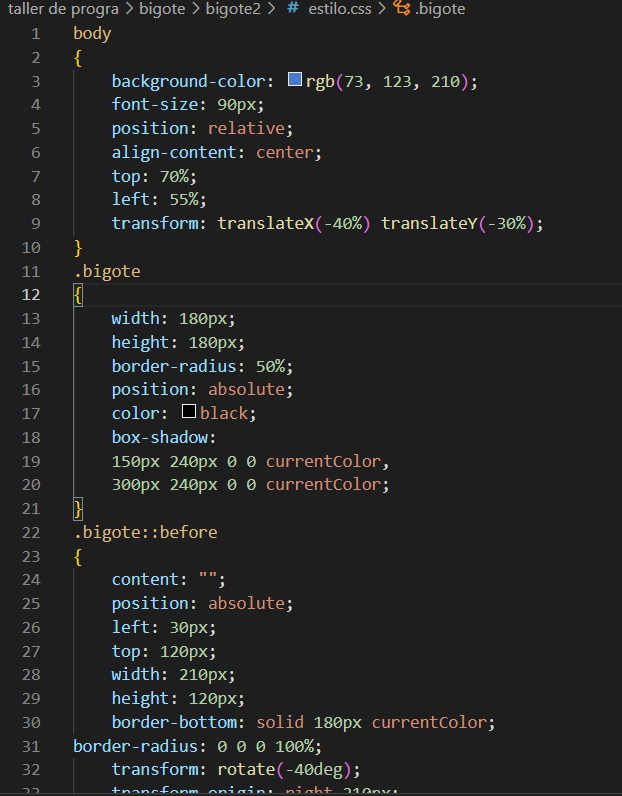 taller de progra > bigote > bigote2 > # estilo.css > .bigote
1 body
2 {
3 background-color: rgb(73, 123, 210);
4 font-size: 90px;
5 position: relative;
6 align-content: center;
7 top: 70%;
8 left: 55%;
9 transform: translateX(-40%) translateY(-30%);
10 }
11 .bigote
12 {
13 width: 180px;
14 height: 180px;
15 border-radius: 50%;
16 position: absolute;
17 color: black;
18 box-shadow:
19 150px 240px 0 0 currentColor,
20 300px 240px 0 0 currentColor;
21 }
22 .bigote::before
23 {
24 content: "";
25 position: absolute;
26 left: 30px;
27 top: 120px;
28 width: 210px;
29 height: 120px;
30 border-bottom: solid 180px currentColor;
31 border-radius: 0 0 0 100%;
32 transform: rotate(-40deg);
33 transform-origin: right 210px;